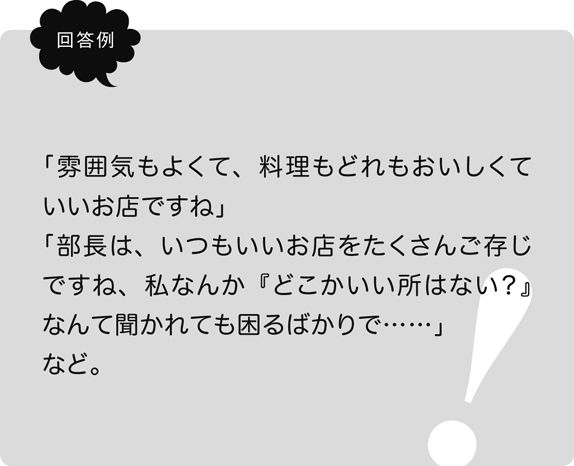 回答例
「雰囲気もよくて、料理もどれもおいしくて
いいお店ですね」
「部長は、いつもいいお店をたくさんご存じ
ですね、私なんか『どこかいい所はない？』
なんて聞かれても困るばかりで……」
など。